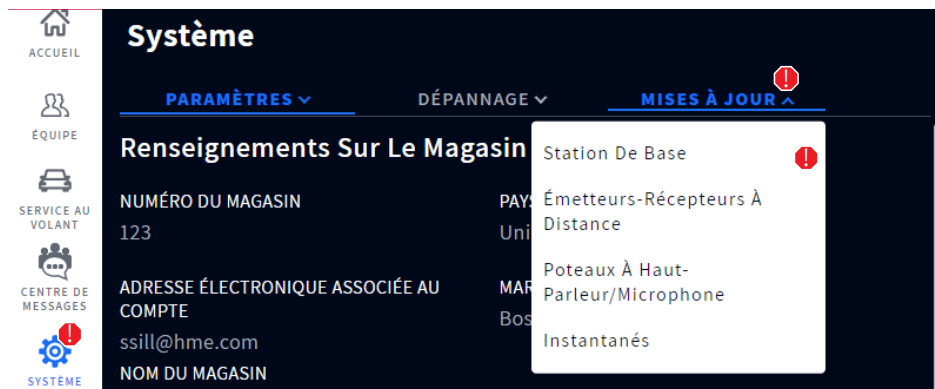 Système
PARAMÈTRES
DÉPANNAGE
MISES À JOUR
ACCUEIL
ÉQUIPE
SERVICE AU
VOLANT
CENTRE DE
MESSAGES
SYSTÈME
Renseignements Sur Le Magasin
NUMÉRO DU MAGASIN
123
PAYS
Uni
ADRESSE ÉLECTRONIQUE ASSOCIÉE AU
COMPTE
ssill@hme.com
MAR
Bos
NOM DU MAGASIN
Station De Base
Émetteurs-Récepteurs À
Distance
Poteaux À Haut-
Parleur/Microphone
Instantanés